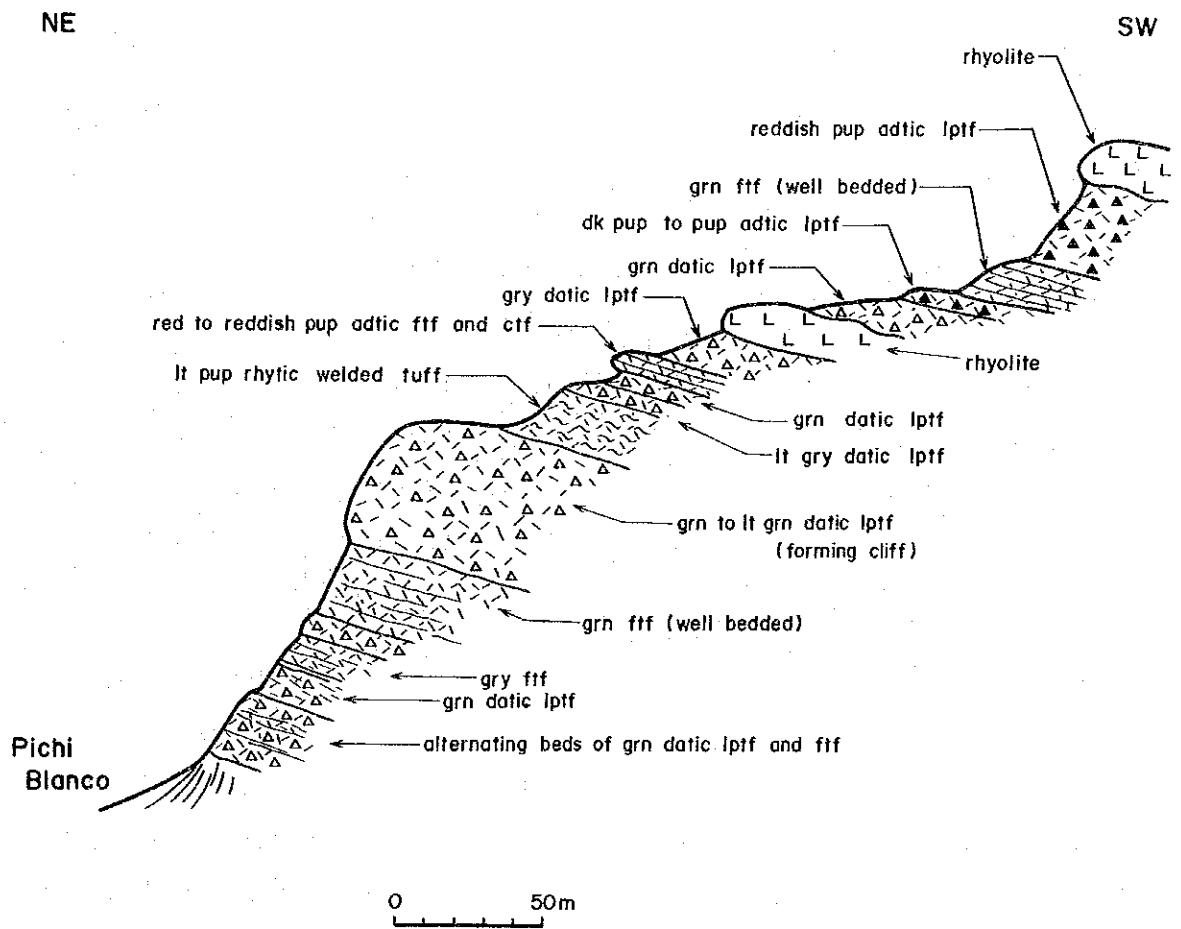 NE
SW
rhyolite
reddish pup adtic lptf
grn ftf (well bedded)
dk pup to pup adtic lptf
grn datic lptf
gry datic lptf
red to reddish pup adtic ftf and ctf
rhyolite
lt pup rhytic welded tuff
grn datic lptf
lt gry datic lptf
grn to lt grn datic lptf
(forming cliff)
grn ftf (well bedded)
gry ftf
grn datic lptf
alternating beds of grn datic lptf and ftf
Pichi
Blanco
0 50m